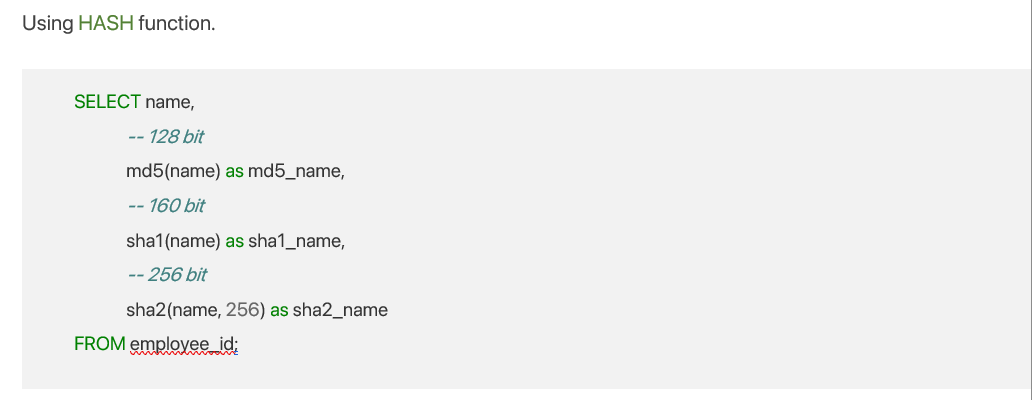 Using HASH function.
SELECT name,
-- 128 bit
md5(name) as md5_name,
-- 160 bit
sha1(name) as sha1_name,
-- 256 bit
sha2(name, 256) as sha2_name
FROM employee_id;